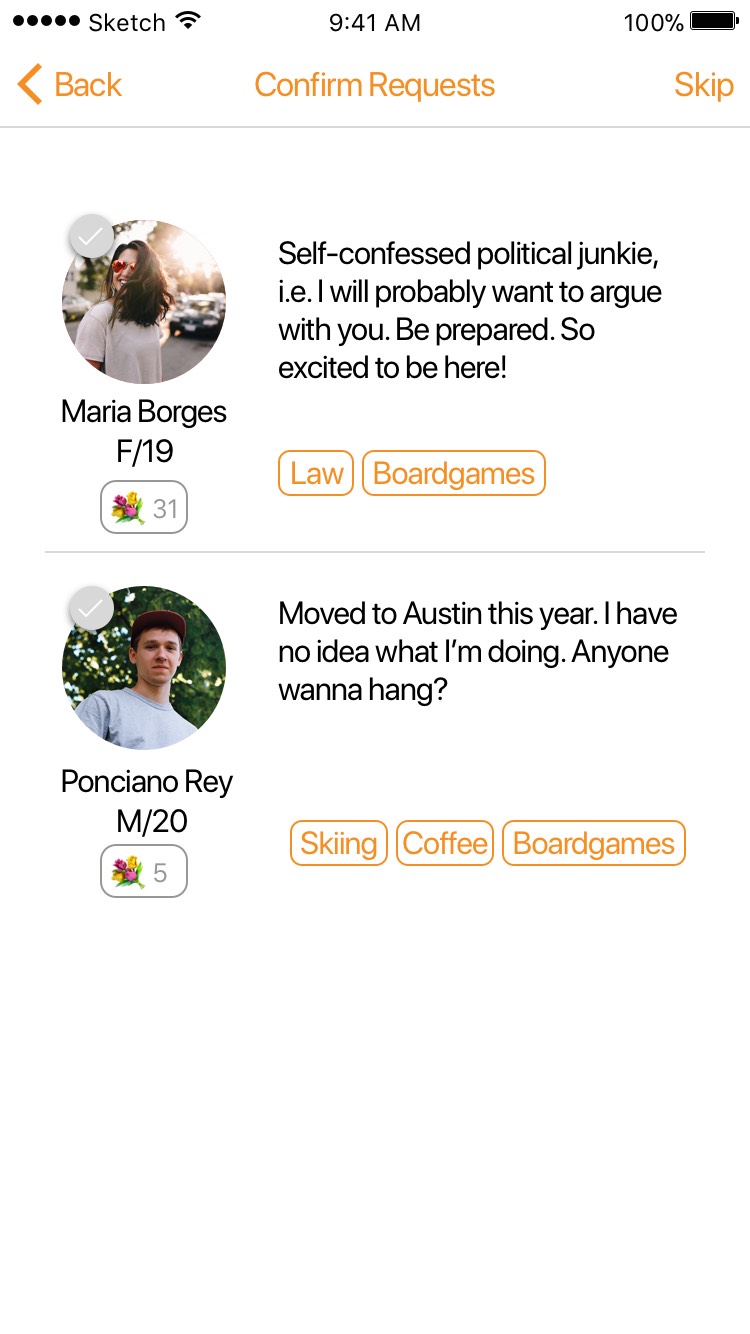 Sketch 9:41 AM 100%
Back Confirm Requests Skip
Self-confessed political junkie,
i.e. I will probably want to argue
with you. Be prepared. So
excited to be here!
Maria Borges
F/19
31
Law Boardgames
Moved to Austin this year. I have
no idea what I’m doing. Anyone
wanna hang?
Ponciano Rey
M/20
5
Skiing Coffee Boardgames